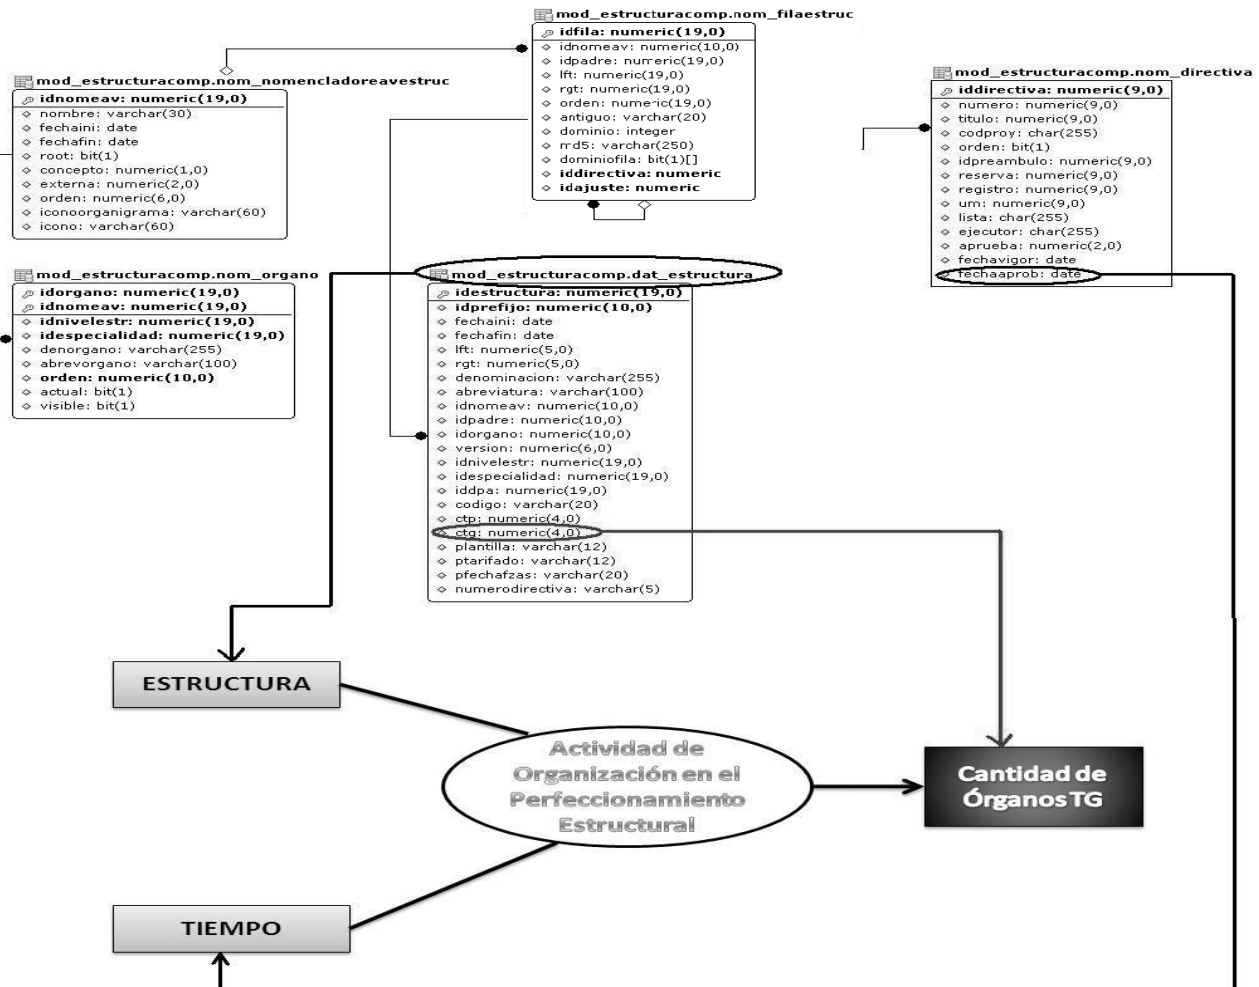 mod_estructuracomp.nom_filaestruc
idfila: numeric(19,0)
idnomeav: numeric(10,0)
idpadre: numeric(19,0)
lft: numeric(19,0)
rgt: numeric(19,0)
orden: numeric(19,0)
antiguo: varchar(20)
dominio: integer
md5: varchar(250)
dominiofila: bit(1)[]
iddirectiva: numeric
idajuste: numeric
mod_estructuracomp.nom_nomencladoreavestruc
idnomeav: numeric(19,0)
nombre: varchar(30)
fechaini: date
fechafin: date
root: bit(1)
concepto: numeric(1,0)
externa: numeric(2,0)
orden: numeric(6,0)
iconoorganigrama: varchar(60)
icono: varchar(60)
mod_estructuracomp.nom_directiva
iddirectiva: numeric(9,0)
numero: numeric(9,0)
titulo: numeric(9,0)
codproy: char(255)
orden: bit(1)
idpreambulo: numeric(9,0)
reserva: numeric(9,0)
registro: numeric(9,0)
um: numeric(9,0)
lista: char(255)
ejecutor: char(255)
aprueba: numeric(2,0)
fechavigor: date
fechaaprob: date
mod_estructuracomp.nom_organo
idorgano: numeric(19,0)
idnomeav: numeric(19,0)
idnivelestr: numeric(19,0)
idespecialidad: numeric(19,0)
denorgano: varchar(255)
abrevorgano: varchar(100)
orden: numeric(10,0)
actual: bit(1)
visible: bit(1)
mod_estructuracomp.dat_estructura
idestructura: numeric(19,0)
idprefijo: numeric(10,0)
fechaini: date
fechafin: date
lft: numeric(5,0)
rgt: numeric(5,0)
denominacion: varchar(255)
abreviatura: varchar(100)
idnomeav: numeric(10,0)
idpadre: numeric(10,0)
idorgano: numeric(10,0)
version: numeric(6,0)
idnivelestr: numeric(19,0)
idespecialidad: numeric(19,0)
iddpa: numeric(19,0)
codigo: varchar(20)
ctp: numeric(4,0)
ctg: numeric(4,0)
plantilla: varchar(12)
ptarifado: varchar(12)
pfechafzas: varchar(20)
numerodirectiva: varchar(5)
ESTRUCTURA
Actividad de
Organización en el
Perfeccionamiento
Estructural
Cantidad de
Órganos TG
TIEMPO